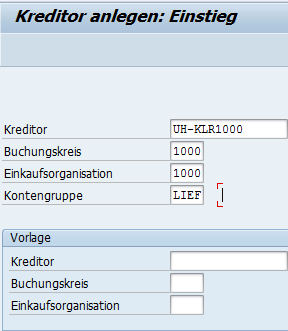 Kreditor anlegen: Einstieg
Kreditor UH-KLR1000
Buchungskreis 1000
Einkaufsorganisation 1000
Kontengruppe LIEF
Vorlage
Kreditor
Buchungskreis
Einkaufsorganisation